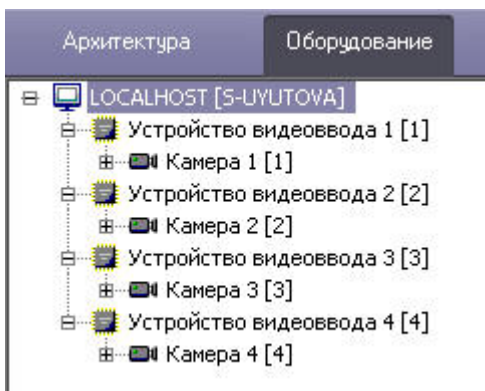 Архитектура Оборудование
LOCALHOST [S-UYUTOVA]
Устройство видеоввода 1 [1]
Камера 1 [1]
Устройство видеоввода 2 [2]
Камера 2 [2]
Устройство видеоввода 3 [3]
Камера 3 [3]
Устройство видеоввода 4 [4]
Камера 4 [4]